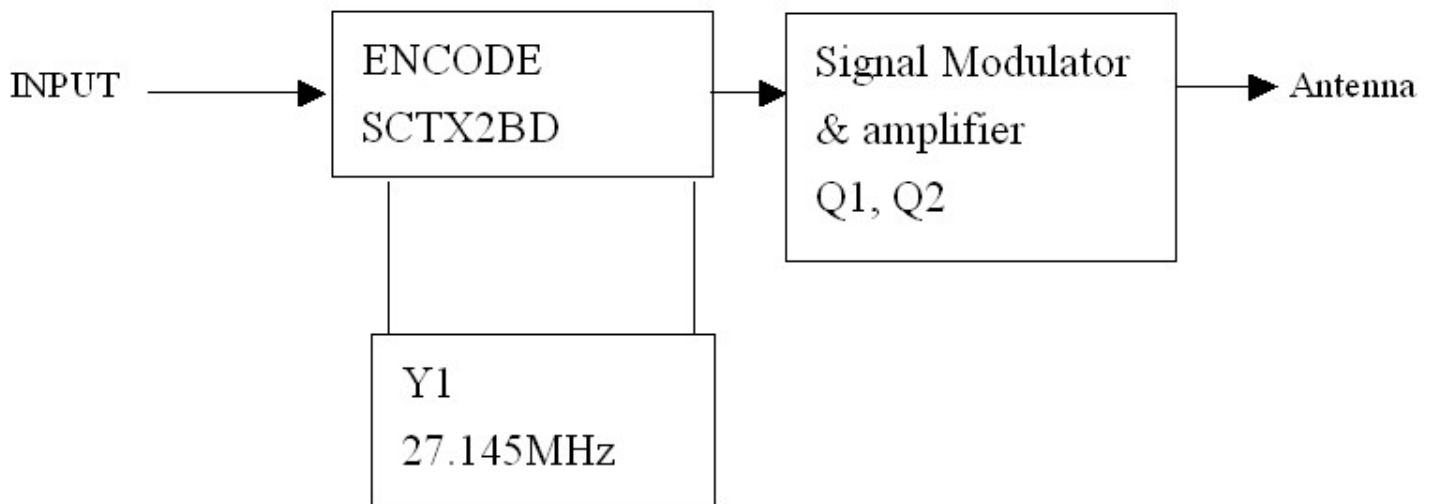 INPUT
ENCODE
SCTX2BD
Signal Modulator
& amplifier
Q1, Q2
Antenna
Y1
27.145MHz